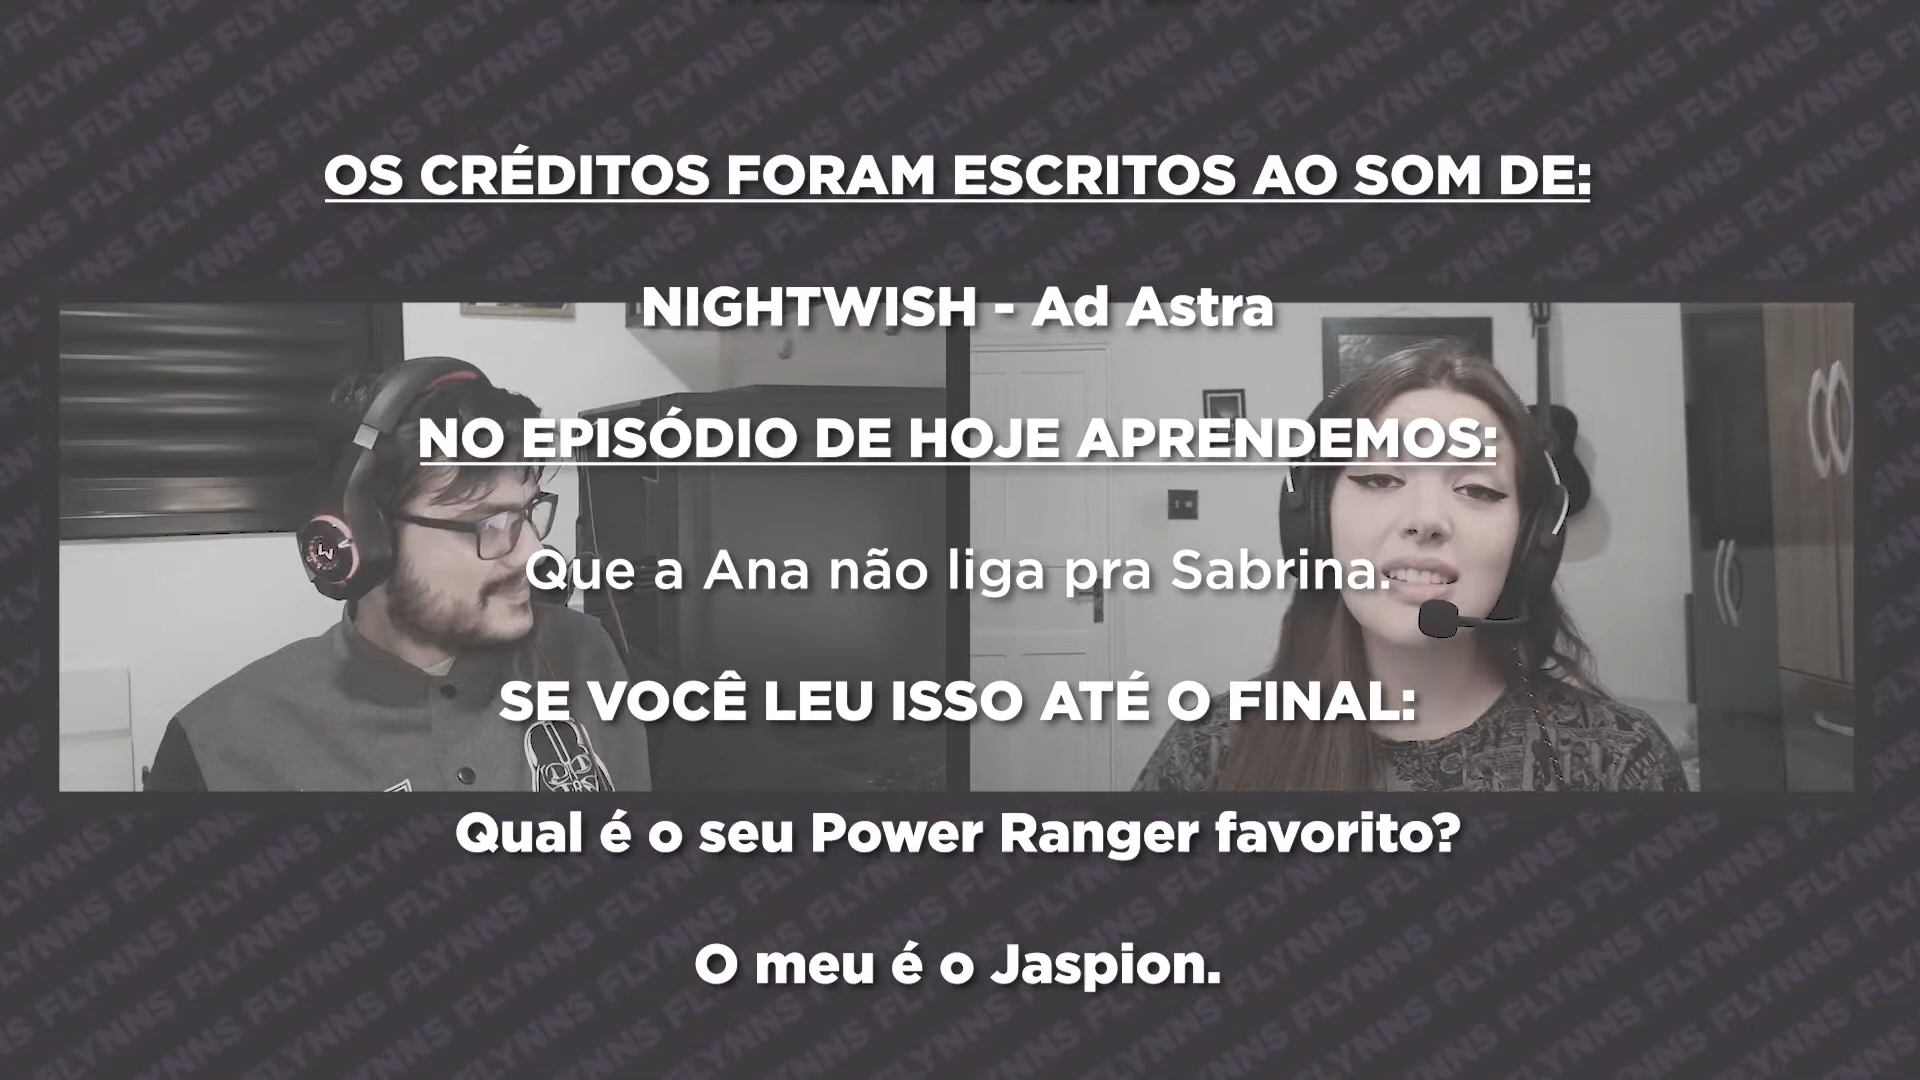 OS CRÉDITOS FORAM ESCRITOS AO SOM DE:
NIGHTWISH - Ad Astra
NO EPISÓDIO DE HOJE APRENDEMOS:
Que a Ana não liga pra Sabrina.
SE VOCÊ LEU ISSO ATÉ O FINAL:
Qual é o seu Power Ranger favorito?
O meu é o Jaspion.
FLYNNS